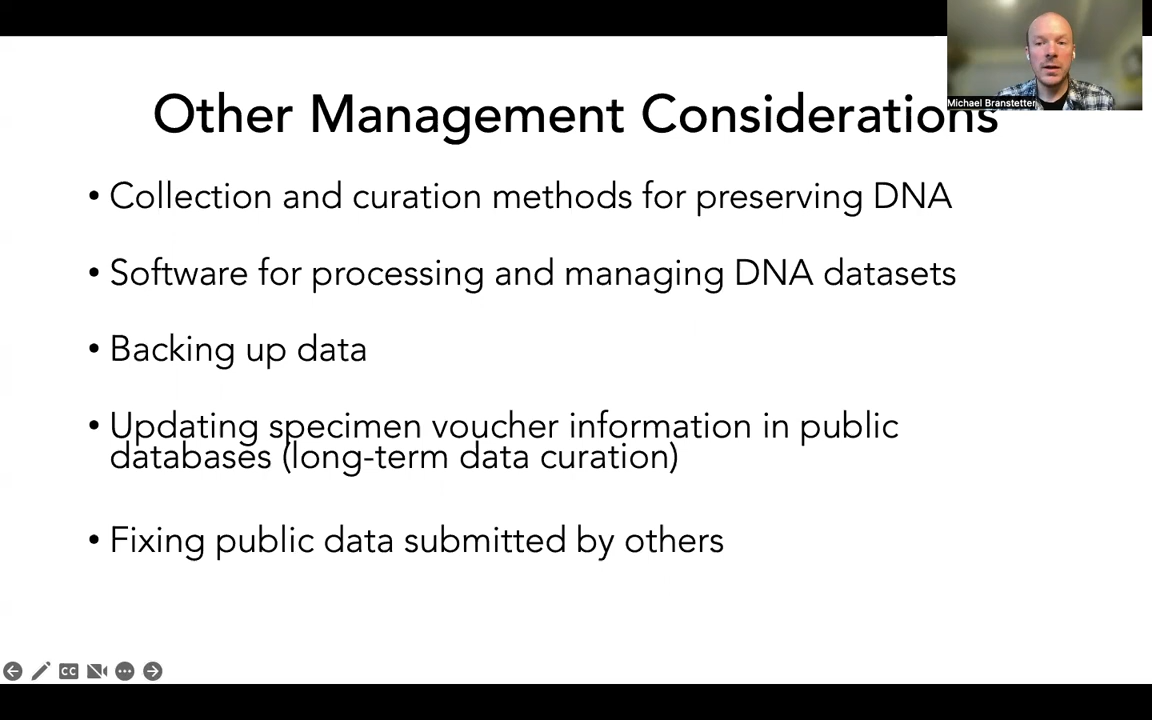 Michael Branstetter
Other Management Considerations
• Collection and curation methods for preserving DNA
• Software for processing and managing DNA datasets
• Backing up data
• Updating specimen voucher information in public
databases (long-term data curation)
• Fixing public data submitted by others
CC